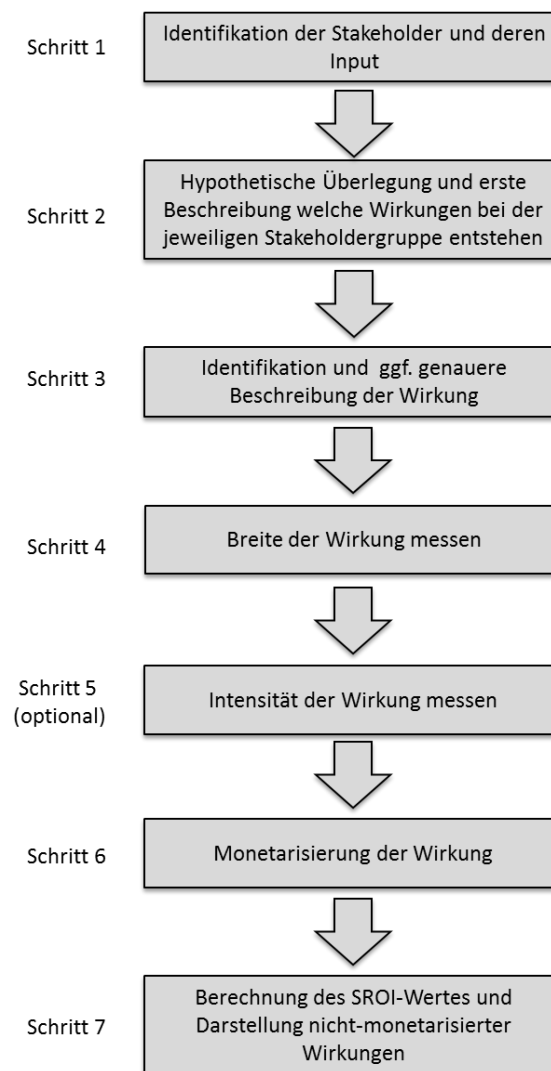 Schritt 1
Identifikation der Stakeholder und deren
Input
Schritt 2
Hypothetische Überlegung und erste
Beschreibung welche Wirkungen bei der
jeweiligen Stakeholdergruppe entstehen
Schritt 3
Identifikation und ggf. genauere
Beschreibung der Wirkung
Schritt 4
Breite der Wirkung messen
Schritt 5
(optional)
Intensität der Wirkung messen
Schritt 6
Monetarisierung der Wirkung
Schritt 7
Berechnung des SROI-Wertes und
Darstellung nicht-monetarisierter
Wirkungen